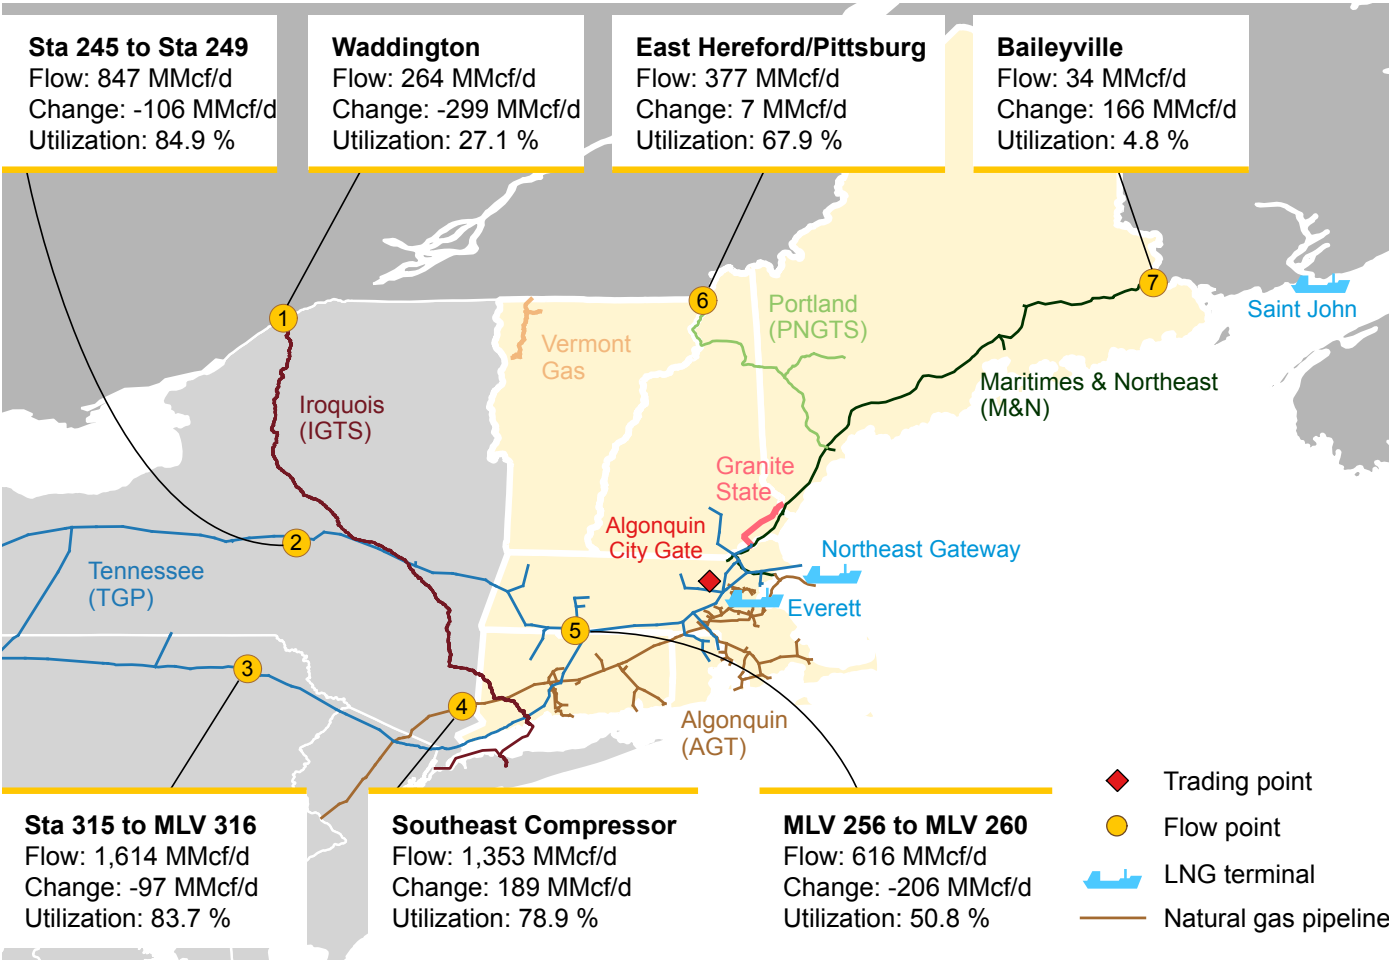 Sta 245 to Sta 249
Flow: 847 MMcf/d
Change: -106 MMcf/d
Utilization: 84.9 %
Waddington
Flow: 264 MMcf/d
Change: -299 MMcf/d
Utilization: 27.1 %
East Hereford/Pittsburg
Flow: 377 MMcf/d
Change: 7 MMcf/d
Utilization: 67.9 %
Baileyville
Flow: 34 MMcf/d
Change: 166 MMcf/d
Utilization: 4.8 %
1
6
7
Saint John
Portland
(PNGTS)
Vermont
Gas
Maritimes & Northeast
(M&N)
Iroquois
(IGTS)
Granite
State
Algonquin
City Gate
2
Northeast Gateway
Tennessee
(TGP)
Everett
5
3
4
Algonquin
(AGT)
Sta 315 to MLV 316
Flow: 1,614 MMcf/d
Change: -97 MMcf/d
Utilization: 83.7 %
Southeast Compressor
Flow: 1,353 MMcf/d
Change: 189 MMcf/d
Utilization: 78.9 %
MLV 256 to MLV 260
Flow: 616 MMcf/d
Change: -206 MMcf/d
Utilization: 50.8 %
Trading point
Flow point
LNG terminal
Natural gas pipeline